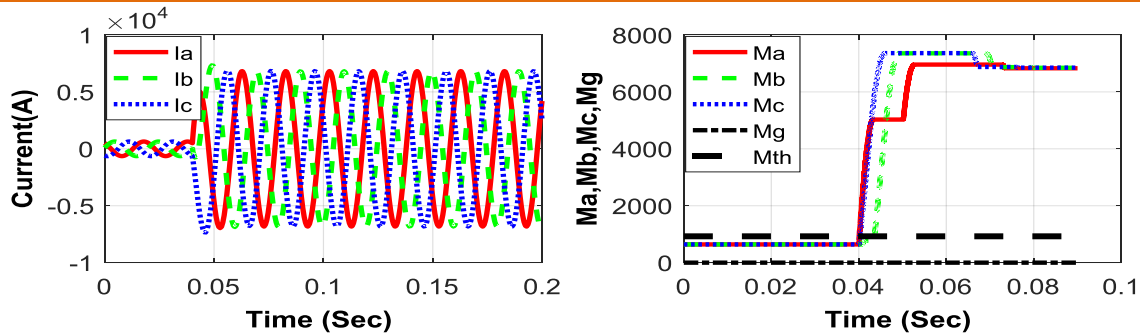 ×10⁴
1
0.5
0
-0.5
-1
Current(A)
Ia
Ib
Ic
0
0.05
0.1
0.15
0.2
Time (Sec)
8000
6000
4000
2000
0
Ma,Mb,Mc,Mg
Ma
Mb
Mc
Mg
Mth
0
0.02
0.04
0.06
0.08
0.1
Time (Sec)